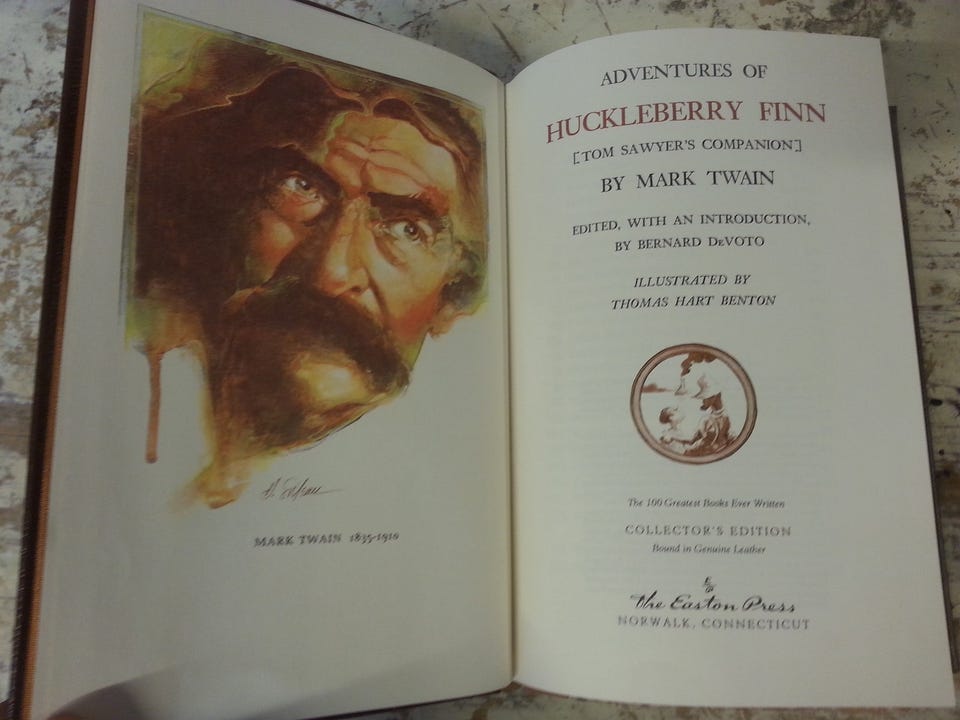 MARK TWAIN 1835-1910
ADVENTURES OF
HUCKLEBERRY FINN
[TOM SAWYER'S COMPANION]
BY MARK TWAIN
EDITED, WITH AN INTRODUCTION,
BY BERNARD DeVOTO
ILLUSTRATED BY
THOMAS HART BENTON
The 100 Greatest Books Ever Written
COLLECTOR'S EDITION
Bound in Genuine Leather
The Easton Press
NORWALK, CONNECTICUT